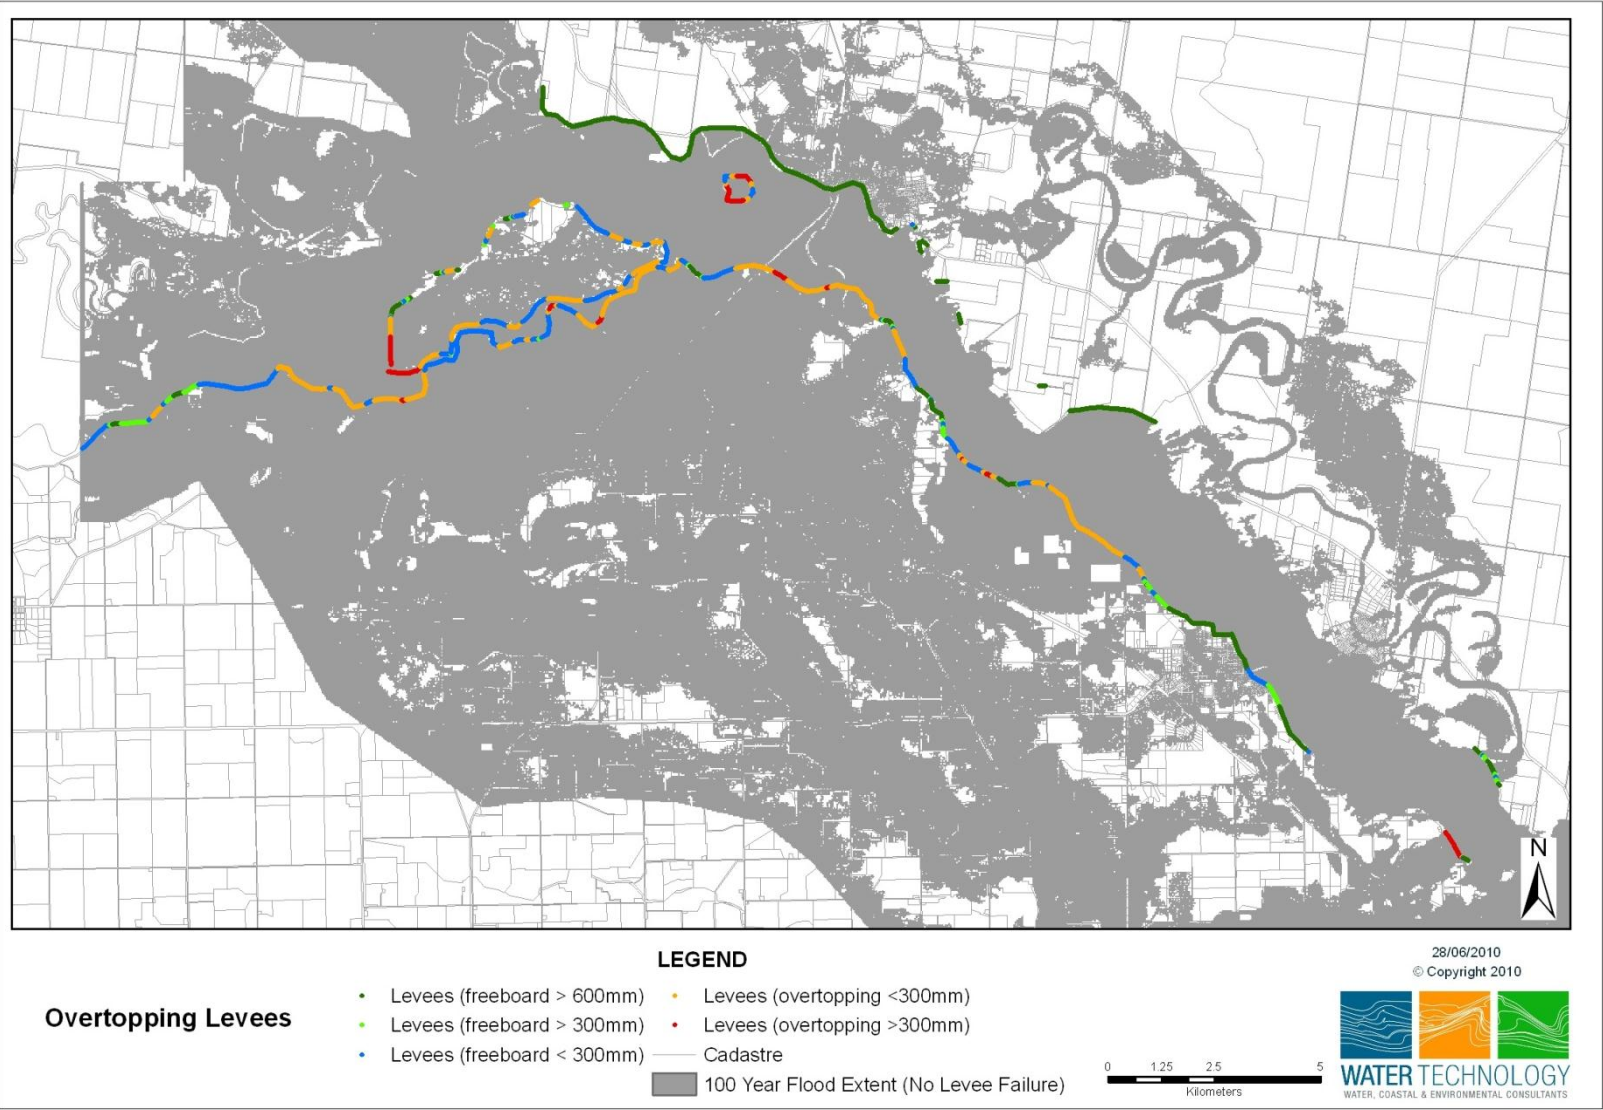 N
LEGEND
Overtopping Levees
Levees (freeboard > 600mm)
Levees (freeboard > 300mm)
Levees (freeboard < 300mm)
Levees (overtopping <300mm)
Levees (overtopping >300mm)
Cadastre
100 Year Flood Extent (No Levee Failure)
0 1.25 2.5 5
Kilometers
28/06/2010
© Copyright 2010
WATER TECHNOLOGY
WATER, COASTAL & ENVIRONMENTAL CONSULTANTS